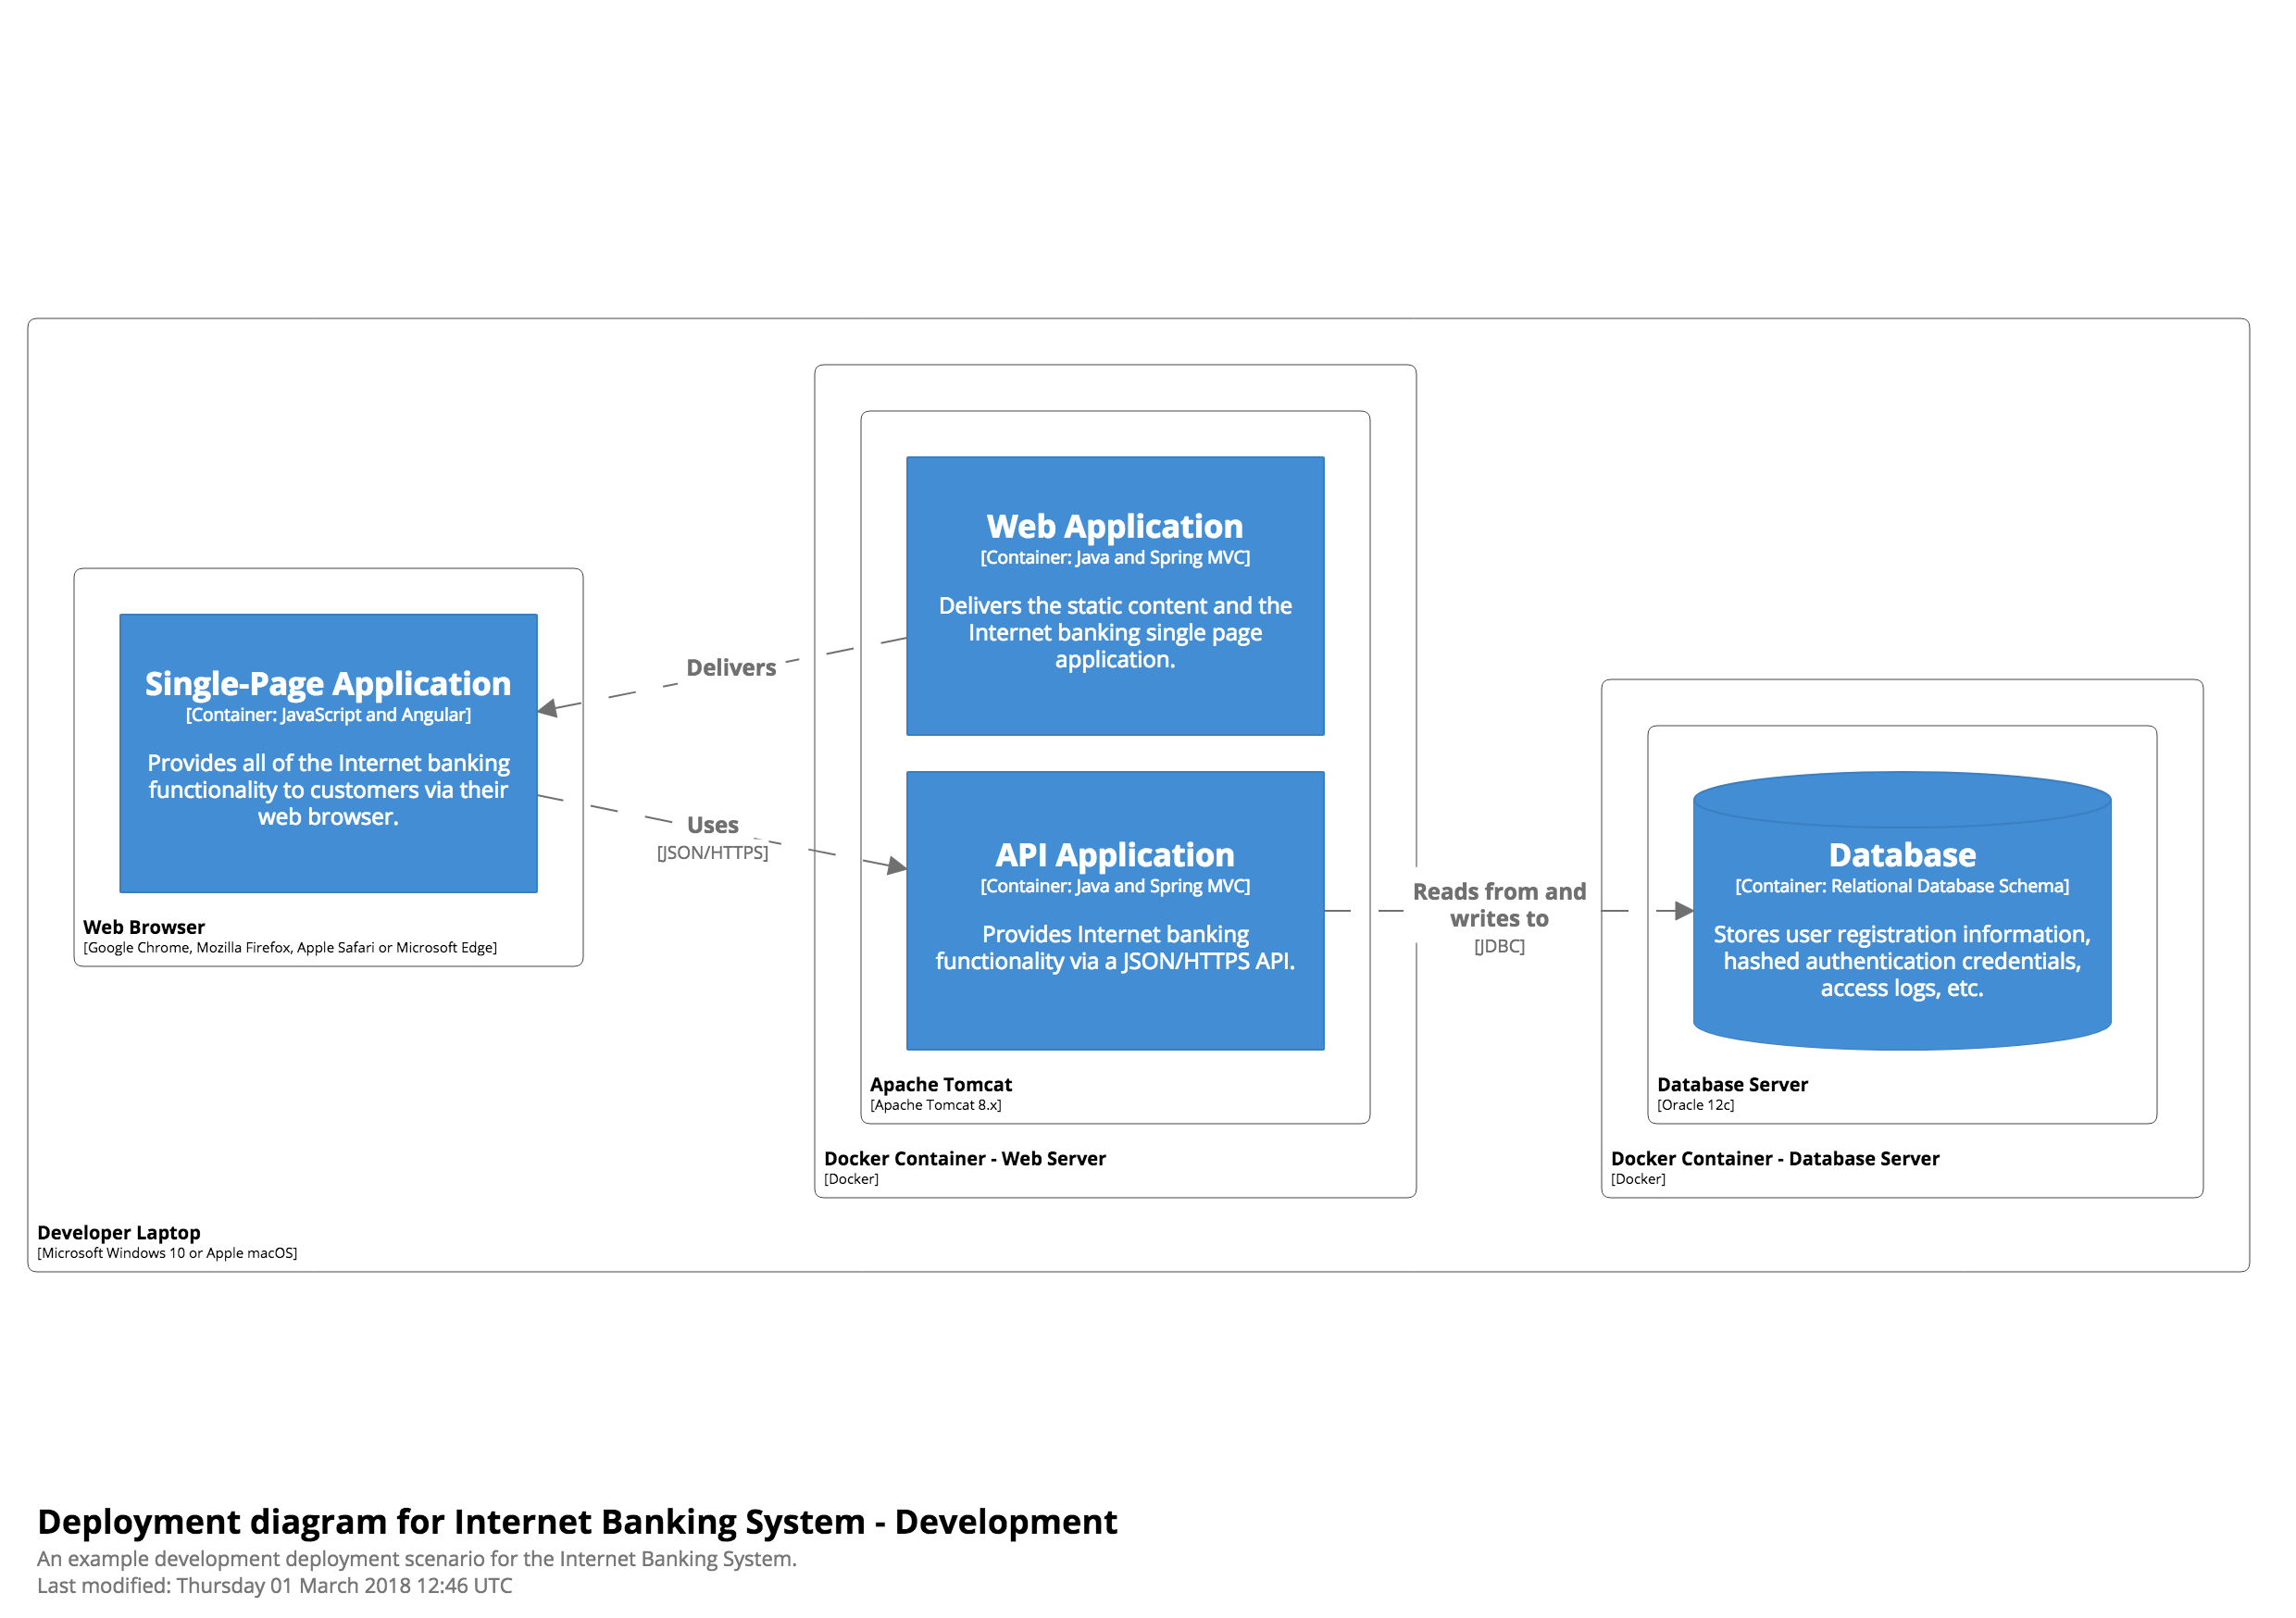 Web Application
[Container: Java and Spring MVC]
Delivers the static content and the
Internet banking single page
application.
Delivers
Single-Page Application
[Container: JavaScript and Angular]
Provides all of the Internet banking
functionality to customers via their
web browser.
Web Browser
[Google Chrome, Mozilla Firefox, Apple Safari or Microsoft Edge]
Uses
[JSON/HTTPS]
API Application
[Container: Java and Spring MVC]
Provides Internet banking
functionality via a JSON/HTTPS API.
Apache Tomcat
[Apache Tomcat 8.x]
Docker Container - Web Server
[Docker]
Reads from and
writes to
[JDBC]
Database
[Container: Relational Database Schema]
Stores user registration information,
hashed authentication credentials,
access logs, etc.
Database Server
[Oracle 12c]
Docker Container - Database Server
[Docker]
Developer Laptop
[Microsoft Windows 10 or Apple macOS]
Deployment diagram for Internet Banking System - Development
An example development deployment scenario for the Internet Banking System.
Last modified: Thursday 01 March 2018 12:46 UTC